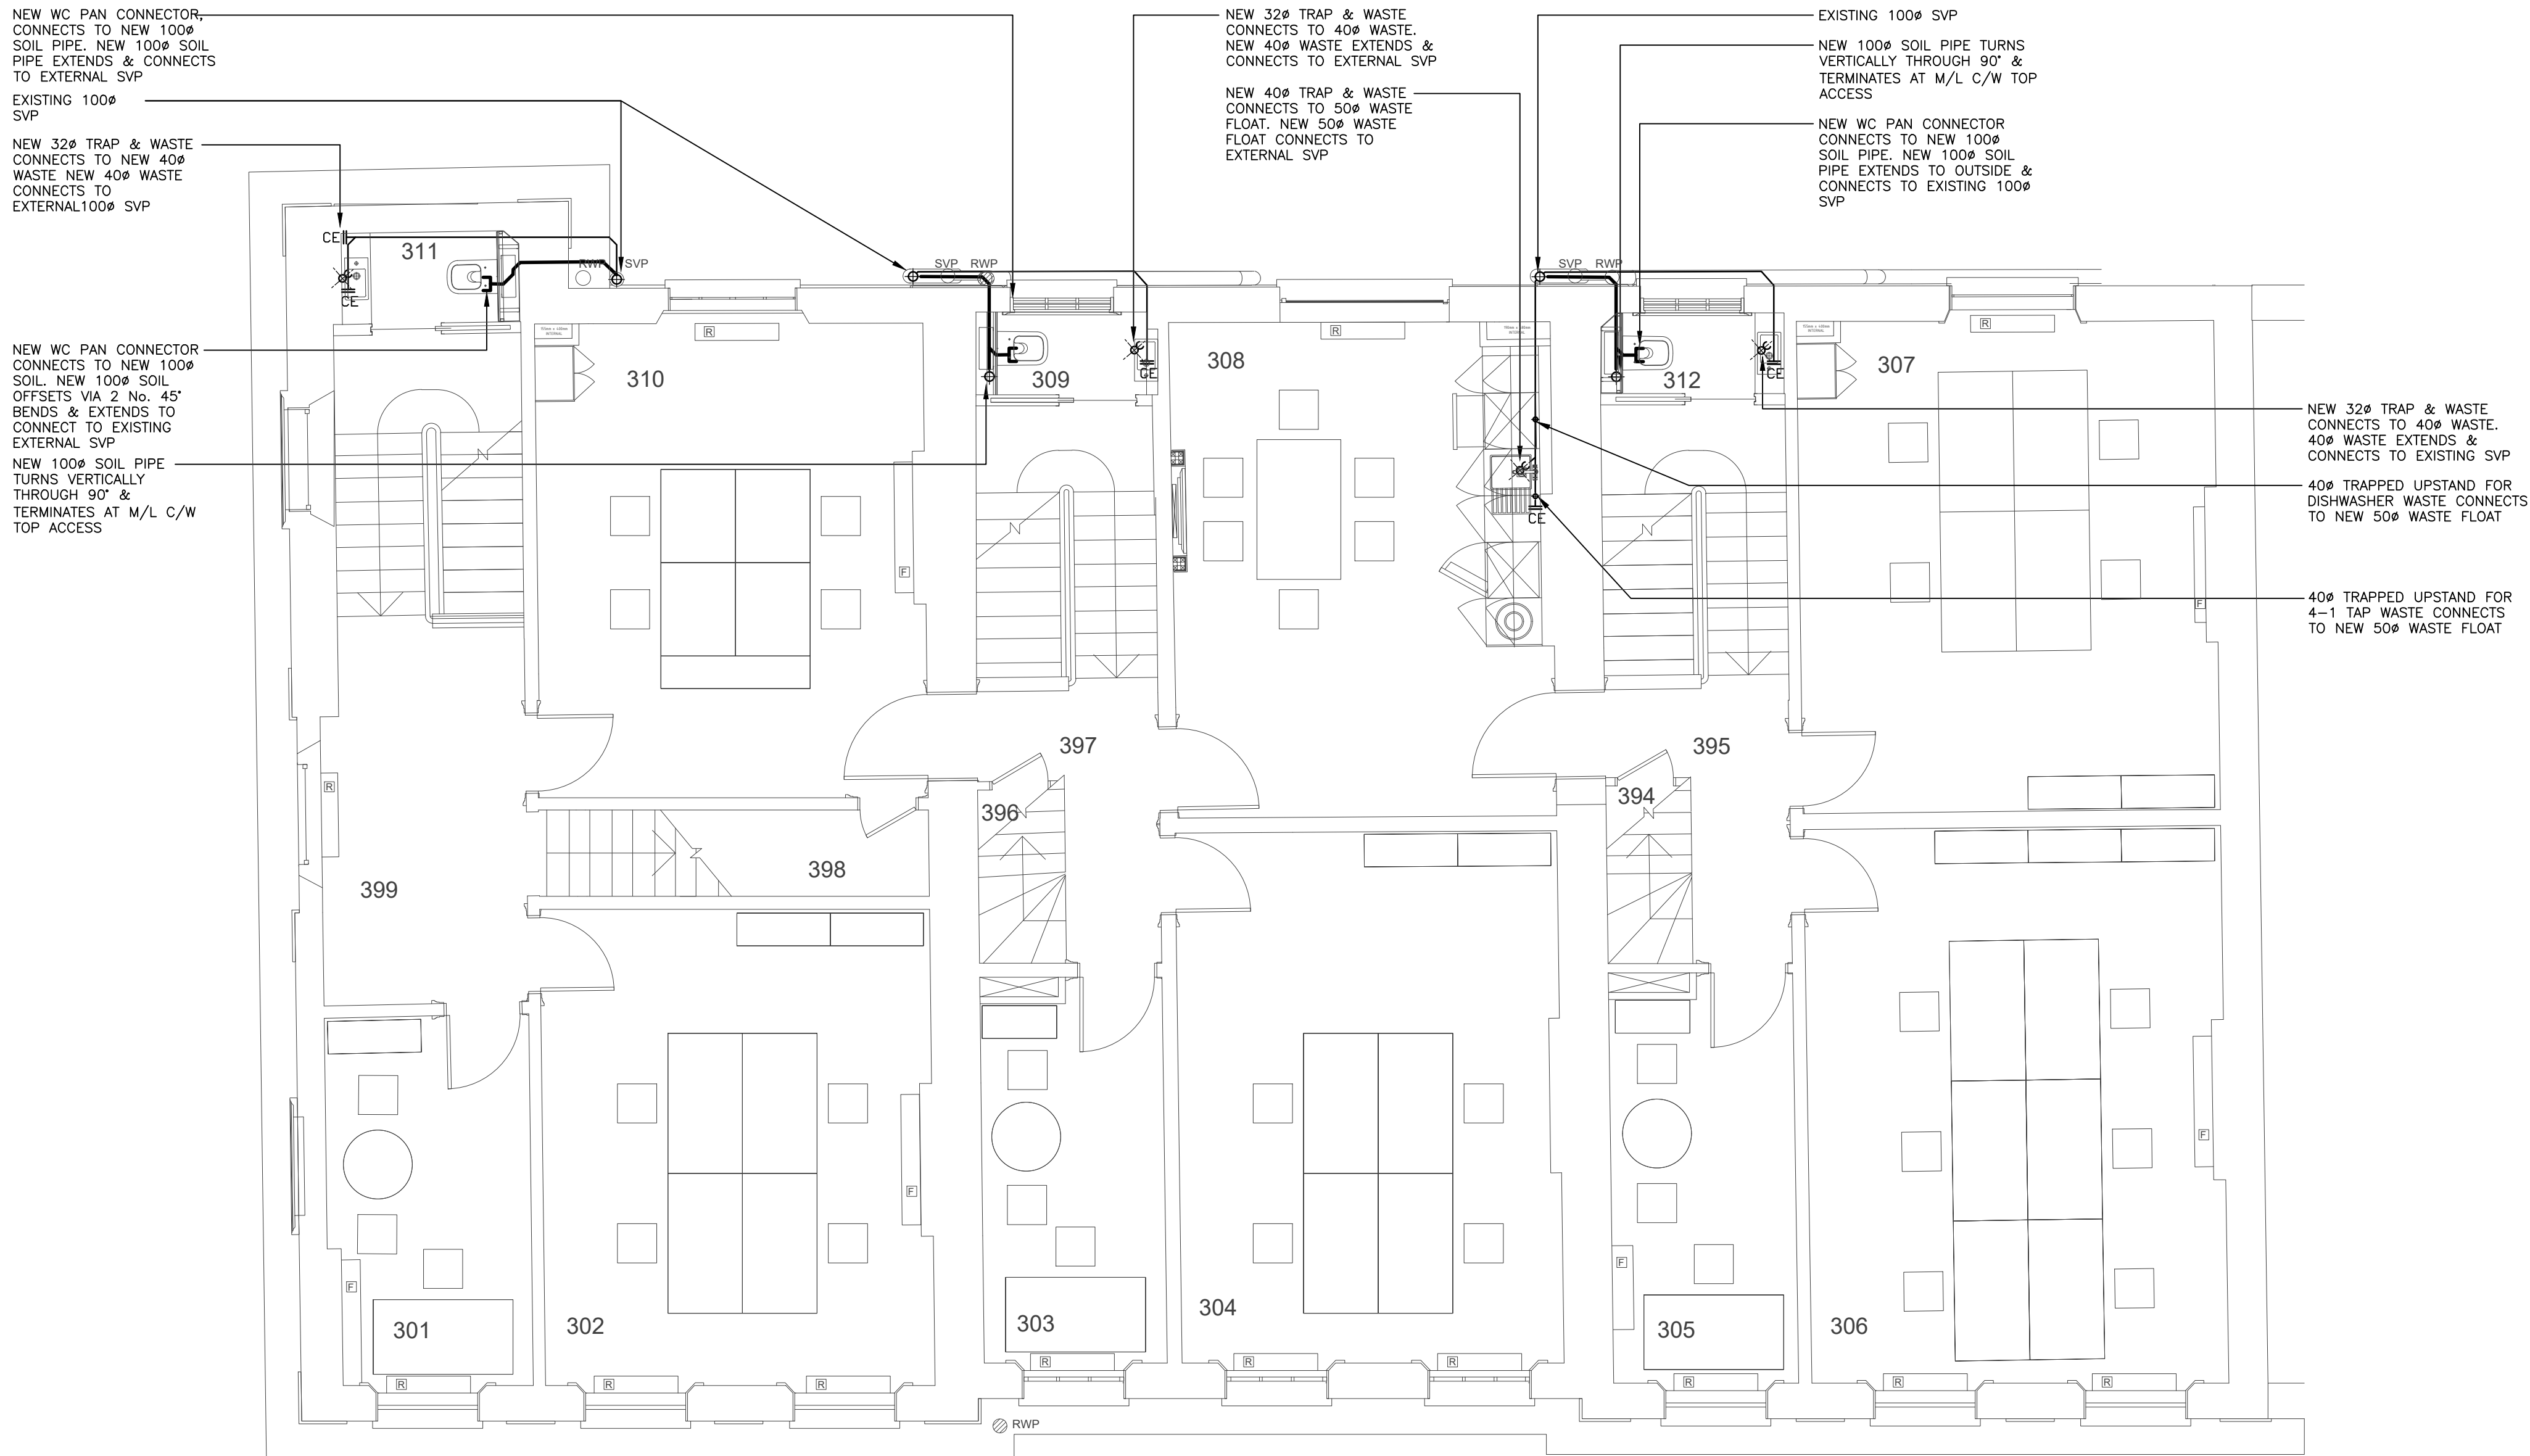 NEW WC PAN CONNECTOR,
CONNECTS TO NEW 100ø
SOIL PIPE. NEW 100ø SOIL
PIPE EXTENDS & CONNECTS
TO EXTERNAL SVP
EXISTING 100ø
SVP
NEW 32ø TRAP & WASTE
CONNECTS TO NEW 40ø
WASTE NEW 40ø WASTE
CONNECTS TO
EXTERNAL100ø SVP
NEW WC PAN CONNECTOR
CONNECTS TO NEW 100ø
SOIL. NEW 100ø SOIL
OFFSETS VIA 2 No. 45°
BENDS & EXTENDS TO
CONNECT TO EXISTING
EXTERNAL SVP
NEW 100ø SOIL PIPE
TURNS VERTICALLY
THROUGH 90° &
TERMINATES AT M/L C/W
TOP ACCESS
NEW 32ø TRAP & WASTE
CONNECTS TO 40ø WASTE.
NEW 40ø WASTE EXTENDS &
CONNECTS TO EXTERNAL SVP
NEW 40ø TRAP & WASTE
CONNECTS TO 50ø WASTE
FLOAT. NEW 50ø WASTE
FLOAT CONNECTS TO
EXTERNAL SVP
EXISTING 100ø SVP
NEW 100ø SOIL PIPE TURNS
VERTICALLY THROUGH 90° &
TERMINATES AT M/L C/W TOP
ACCESS
NEW WC PAN CONNECTOR
CONNECTS TO NEW 100ø
SOIL PIPE. NEW 100ø SOIL
PIPE EXTENDS TO OUTSIDE &
CONNECTS TO EXISTING 100ø
SVP
NEW 32ø TRAP & WASTE
CONNECTS TO 40ø WASTE.
40ø WASTE EXTENDS &
CONNECTS TO EXISTING SVP
40ø TRAPPED UPSTAND FOR
DISHWASHER WASTE CONNECTS
TO NEW 50ø WASTE FLOAT
40ø TRAPPED UPSTAND FOR
4-1 TAP WASTE CONNECTS
TO NEW 50ø WASTE FLOAT
CE
311
CE
RWP SVP
SVP RWP
SVP RWP
R
R
R
310
309
CE
308
312
CE
307
CE
F
F
397
395
R
396
394
398
399
F
F
F
F
301
302
303
304
305
306
R
R
R
R
R
R
R
R
R
RWP